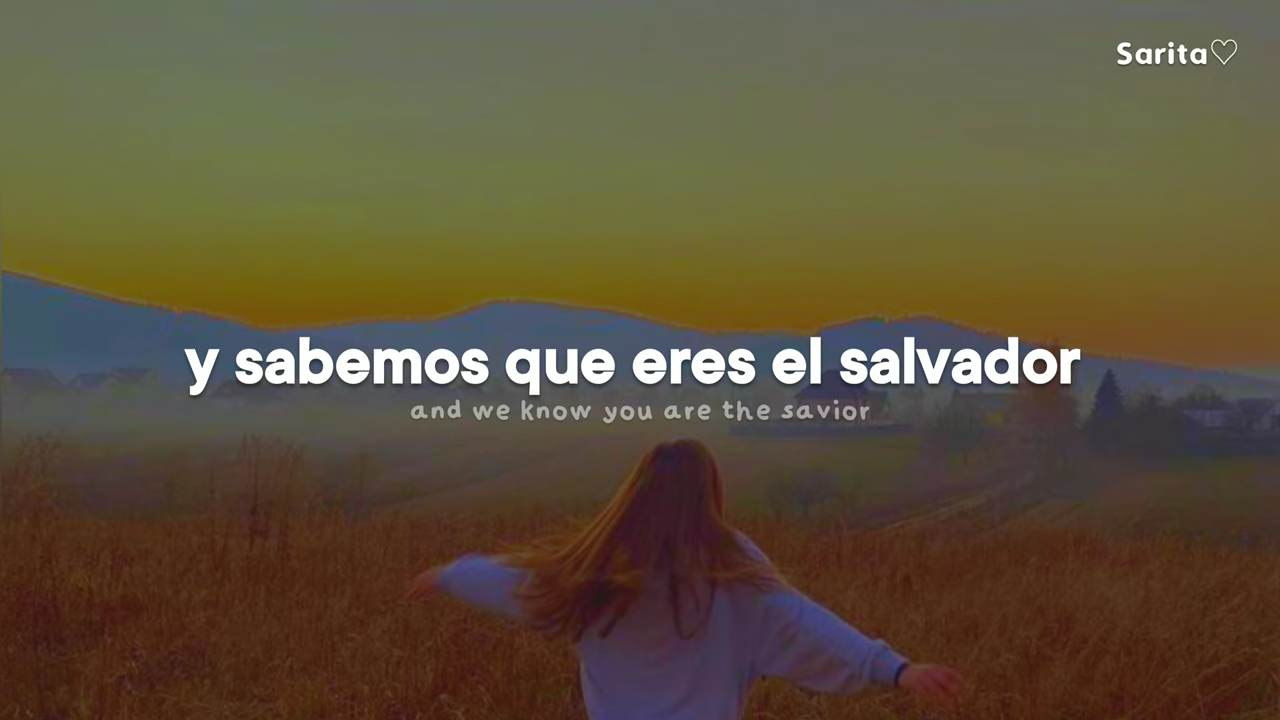 Sarita♡
y sabemos que eres el salvador
and we know you are the savior